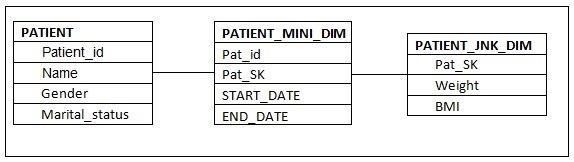 PATIENT
Patient_id
Name
Gender
Marital_status
PATIENT_MINI_DIM
Pat_id
Pat_SK
START_DATE
END_DATE
PATIENT_JNK_DIM
Pat_SK
Weight
BMI